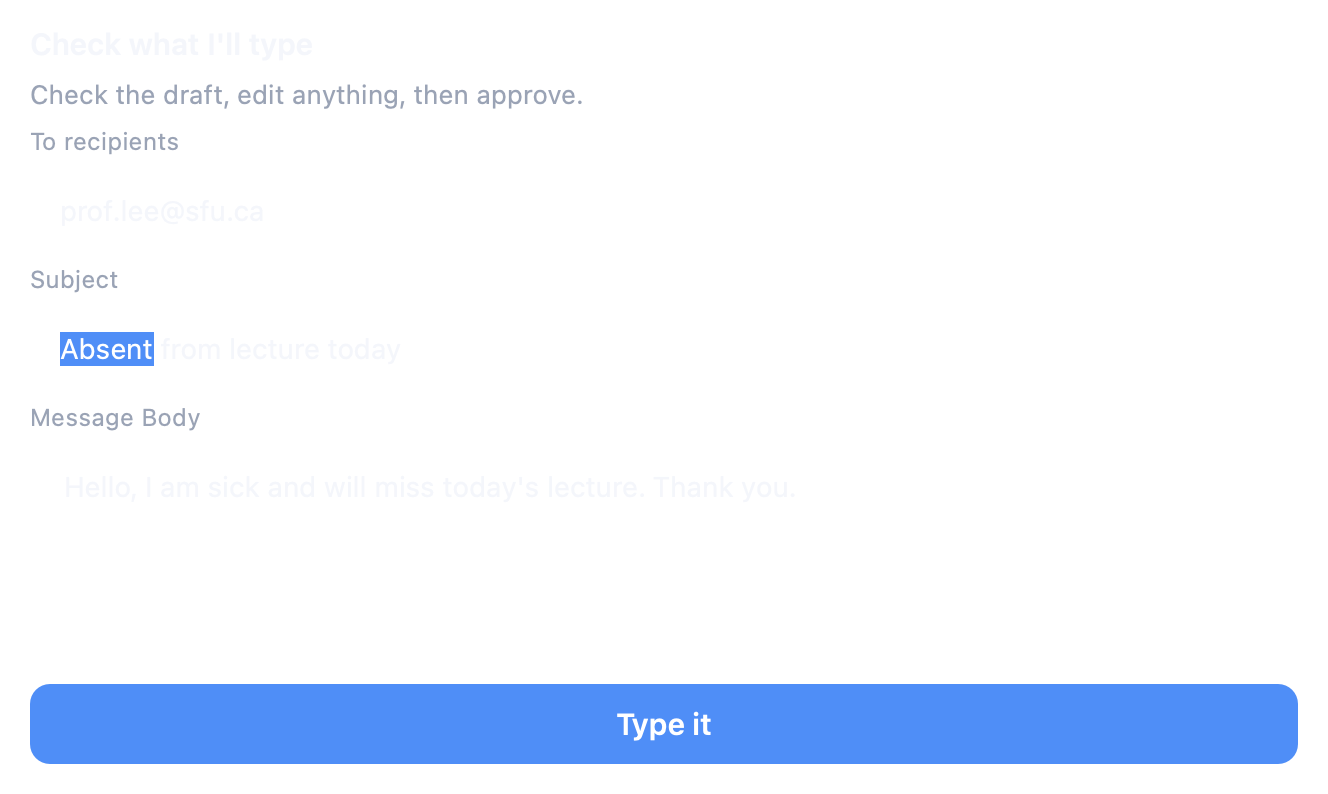 Check what I'll type
Check the draft, edit anything, then approve.
To recipients
prof.lee@sfu.ca
Subject
Absent from lecture today
Message Body
Hello, I am sick and will miss today's lecture. Thank you.
Type it